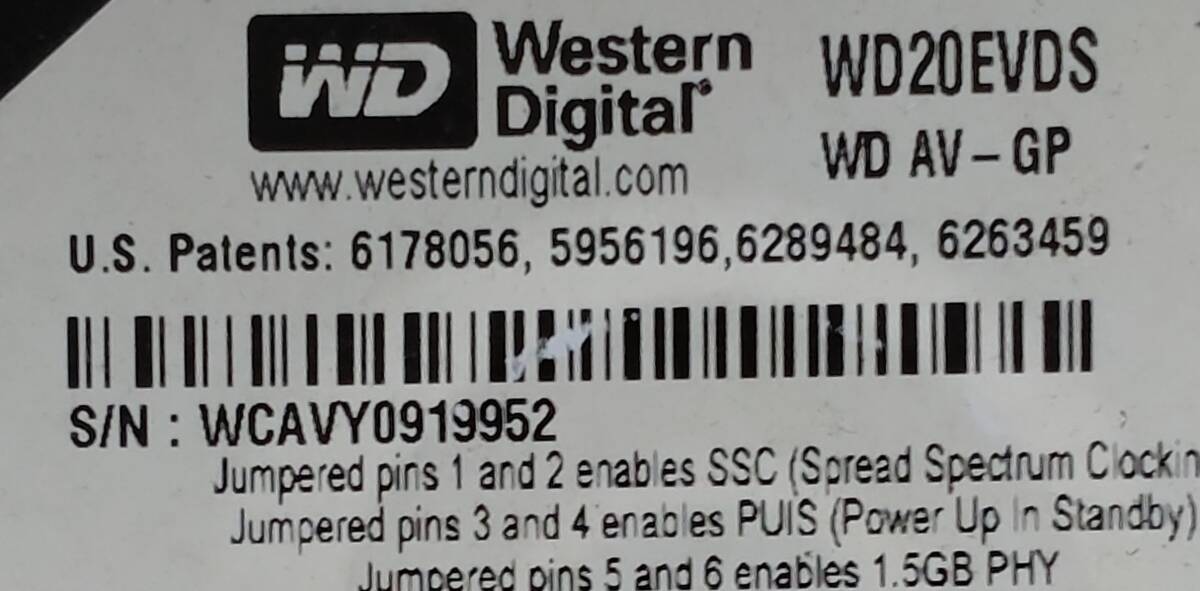 WD Western Digital® WD20EVDS
www.westerndigital.com WD AV-GP
U.S. Patents: 6178056, 5956196,6289484, 6263459
S/N : WCAVY0919952
Jumpered pins 1 and 2 enables SSC (Spread Spectrum Clockin
Jumpered pins 3 and 4 enables PUIS (Power Up In Standby)
Jumpered pins 5 and 6 enables 1.5GB PHY